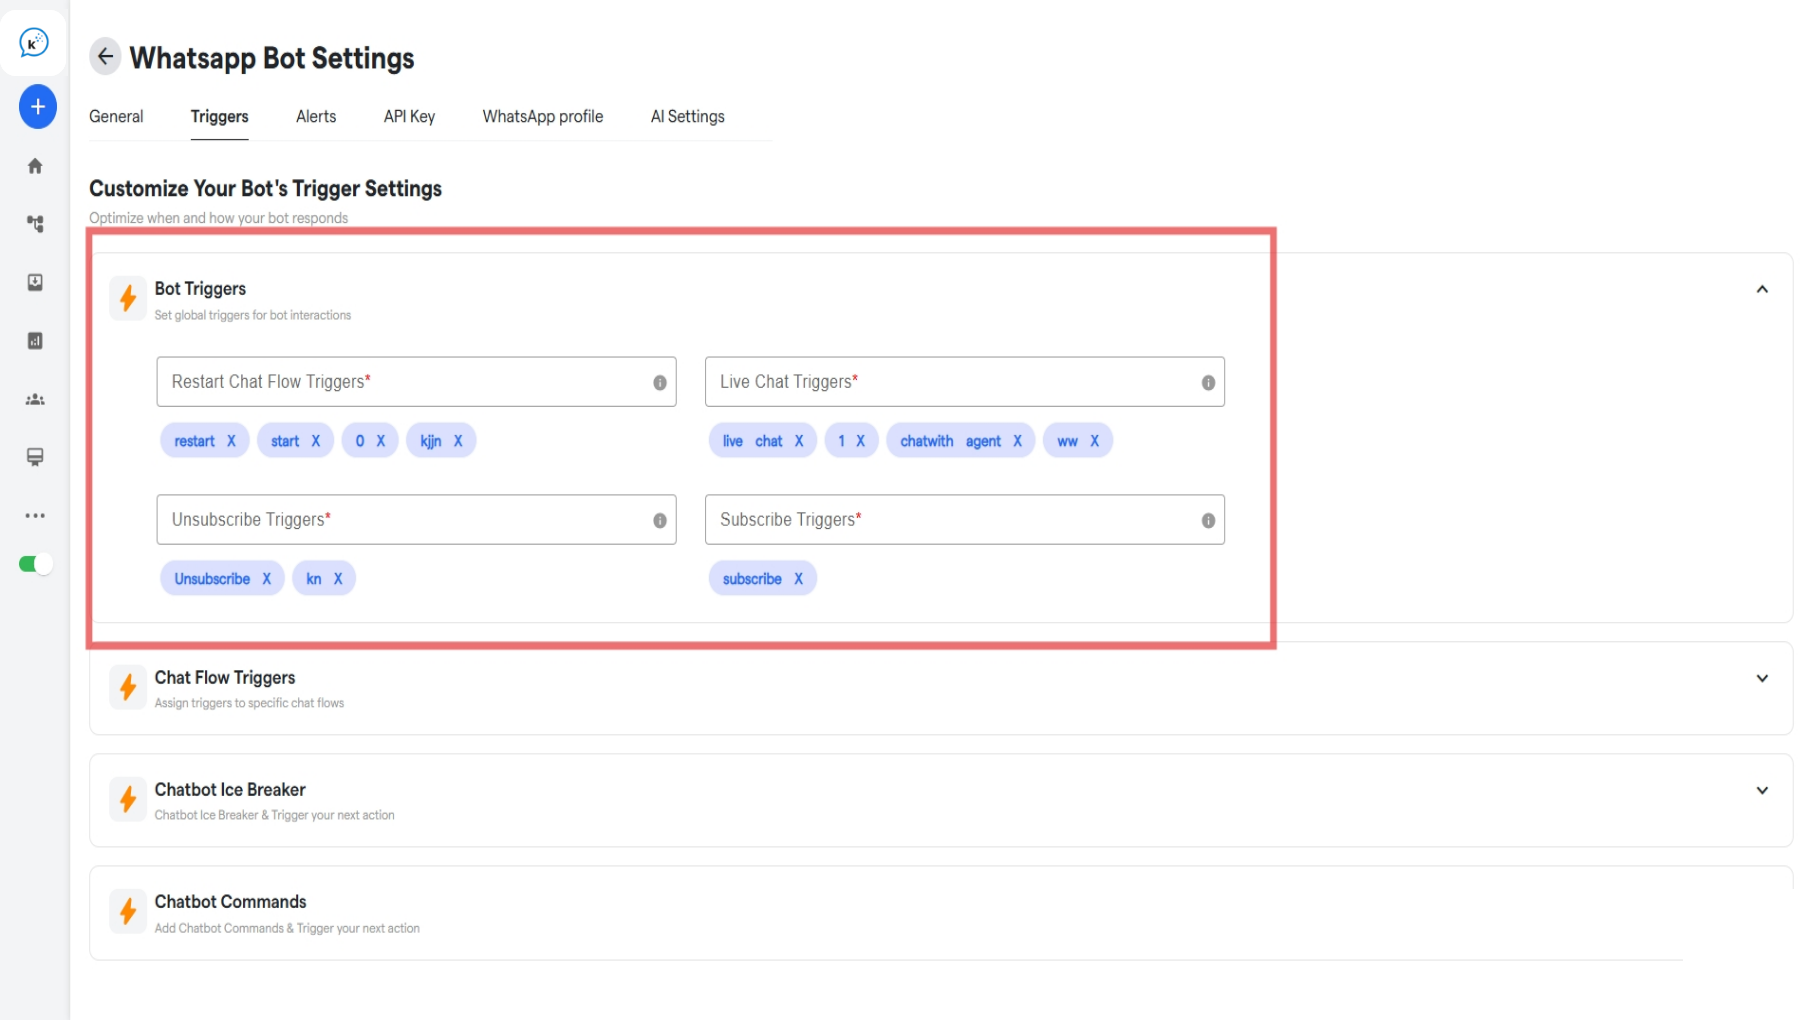 K
Whatsapp Bot Settings
General Triggers Alerts API Key WhatsApp profile AI Settings
Customize Your Bot's Trigger Settings
Optimize when and how your bot responds
Bot Triggers
Set global triggers for bot interactions
Restart Chat Flow Triggers*
restart X start X 0 X kjjn X
Live Chat Triggers*
live chat X 1 X chatwith agent X ww X
Unsubscribe Triggers*
Unsubscribe X kn X
Subscribe Triggers*
subscribe X
Chat Flow Triggers
Assign triggers to specific chat flows
Chatbot Ice Breaker
Chatbot Ice Breaker & Trigger your next action
Chatbot Commands
Add Chatbot Commands & Trigger your next action